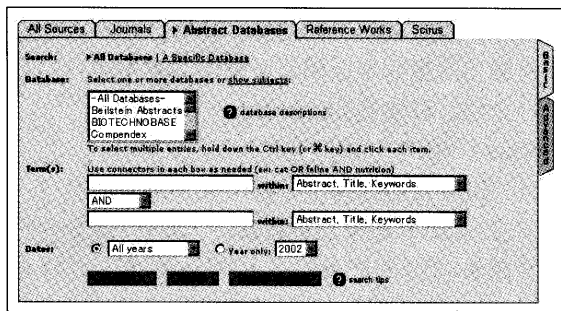 All Sources Journals Abstract Databases Reference Works Scirus
Search: All Databases | A Specific Database
Database: Select one or more databases or show subjects:
-All Databases-
Beilstein Abstracts
BIOTECHNOBASE
Compendex
? database descriptions
To select multiple entries, hold down the Ctrl key (or ⌘ key) and click each item.
Term(s): Use connectors in each box as needed (ex: cat OR feline AND nutrition)
within: Abstract, Title, Keywords
AND
within: Abstract, Title, Keywords
Dates: All years Year only: 2002
? search tips
Basic
Advanced